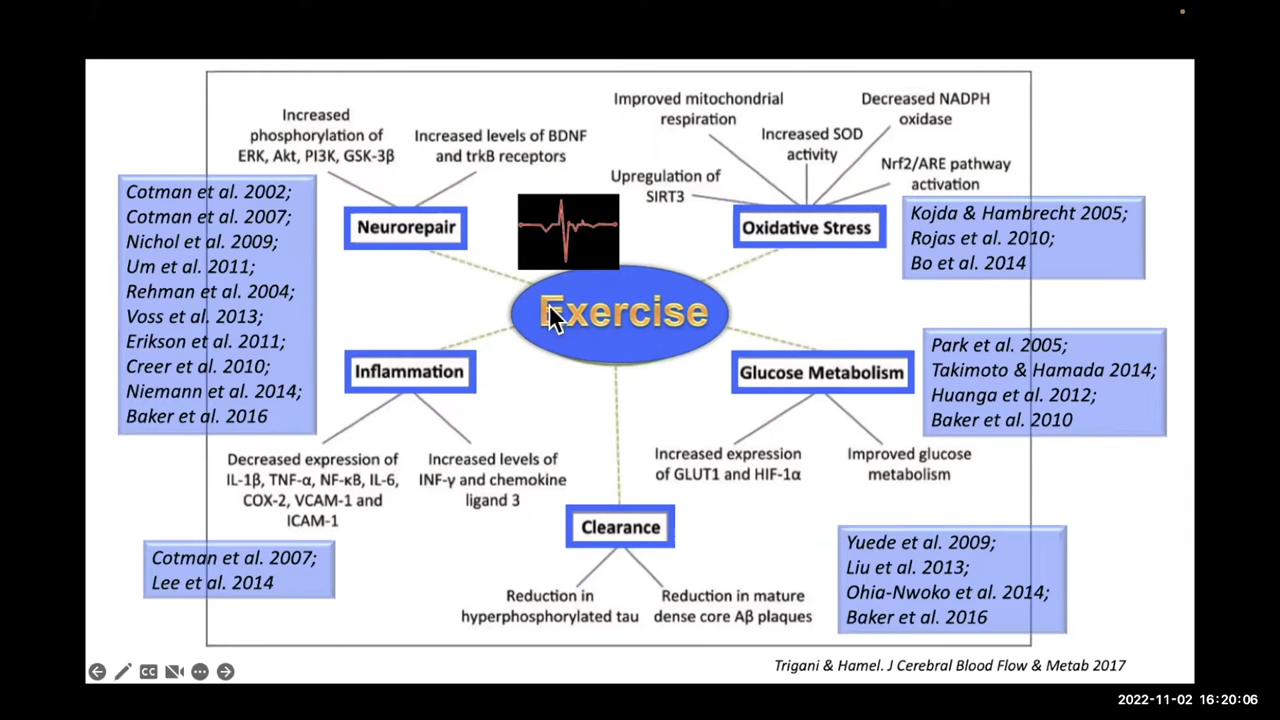 Increased
phosphorylation of
ERK, Akt, PI3K, GSK-3β
Increased levels of BDNF
and trkB receptors
Improved mitochondrial
respiration
Increased SOD
activity
Decreased NADPH
oxidase
Upregulation of
SIRT3
Nrf2/ARE pathway
activation
Cotman et al. 2002;
Cotman et al. 2007;
Nichol et al. 2009;
Um et al. 2011;
Rehman et al. 2004;
Voss et al. 2013;
Erikson et al. 2011;
Creer et al. 2010;
Niemann et al. 2014;
Baker et al. 2016
Neurorepair
Oxidative Stress
Kojda & Hambrecht 2005;
Rojas et al. 2010;
Bo et al. 2014
Exercise
Inflammation
Glucose Metabolism
Park et al. 2005;
Takimoto & Hamada 2014;
Huanga et al. 2012;
Baker et al. 2010
Decreased expression of
IL-1β, TNF-α, NF-κB, IL-6,
COX-2, VCAM-1 and
ICAM-1
Increased levels of
INF-γ and chemokine
ligand 3
Increased expression
of GLUT1 and HIF-1α
Improved glucose
metabolism
Cotman et al. 2007;
Lee et al. 2014
Clearance
Reduction in
hyperphosphorylated tau
Reduction in mature
dense core Aβ plaques
Yuede et al. 2009;
Liu et al. 2013;
Ohia-Nwoko et al. 2014;
Baker et al. 2016
Trigani & Hamel. J Cerebral Blood Flow & Metab 2017
CC
2022-11-02 16:20:06